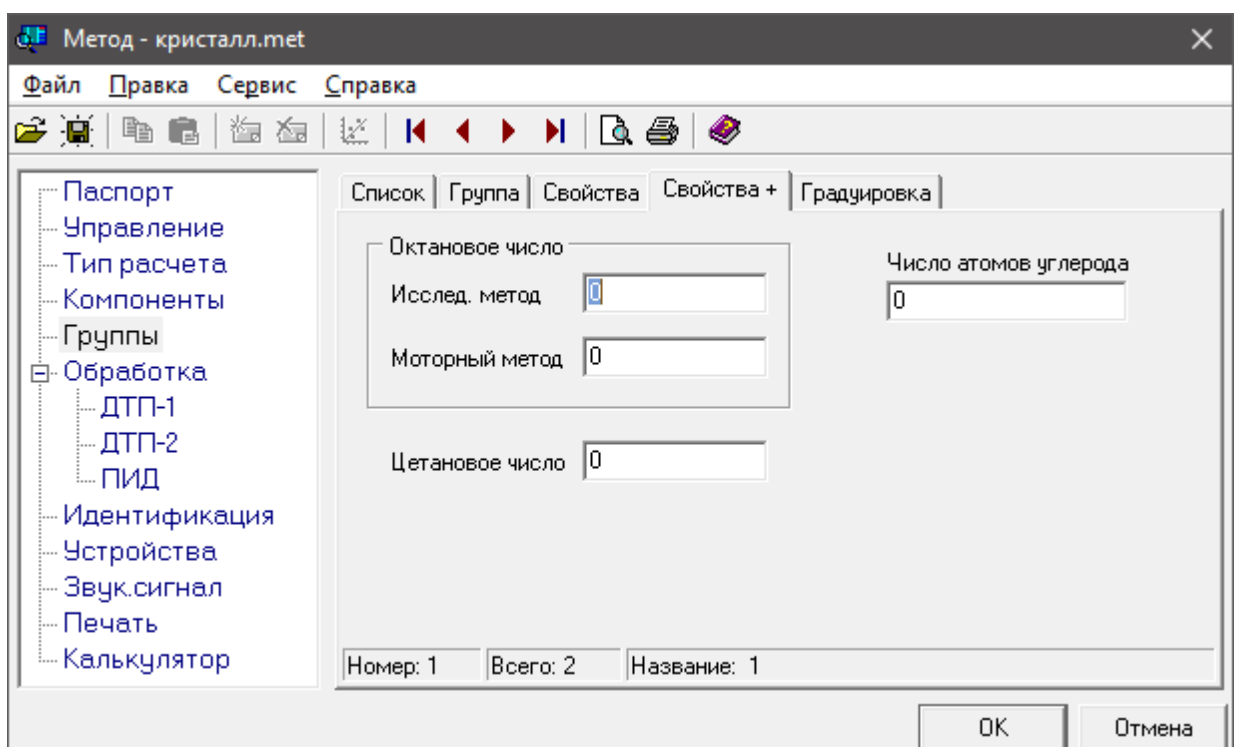 Метод - кристалл.met
Файл Правка Сервис Справка
Паспорт
Управление
Тип расчета
Компоненты
Группы
Обработка
ДТП-1
ДТП-2
ПИД
Идентификация
Устройства
Звук.сигнал
Печать
Калькулятор
Список Группа Свойства Свойства + Градуировка
Октановое число
Исслед. метод 0
Моторный метод 0
Цетановое число 0
Число атомов углерода
0
Номер: 1 Всего: 2 Название: 1
OK Отмена